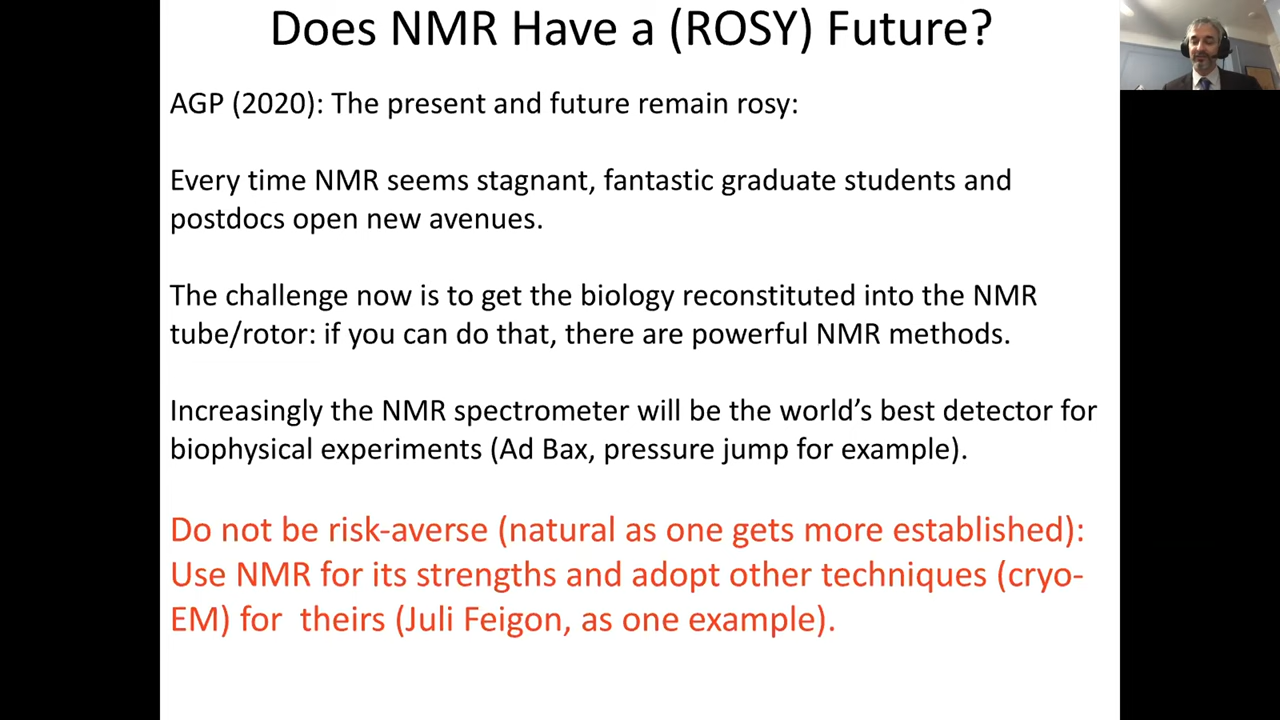 Does NMR Have a (ROSY) Future?
AGP (2020): The present and future remain rosy:
Every time NMR seems stagnant, fantastic graduate students and
postdocs open new avenues.
The challenge now is to get the biology reconstituted into the NMR
tube/rotor: if you can do that, there are powerful NMR methods.
Increasingly the NMR spectrometer will be the world’s best detector for
biophysical experiments (Ad Bax, pressure jump for example).
Do not be risk-averse (natural as one gets more established):
Use NMR for its strengths and adopt other techniques (cryo-
EM) for  theirs (Juli Feigon, as one example).